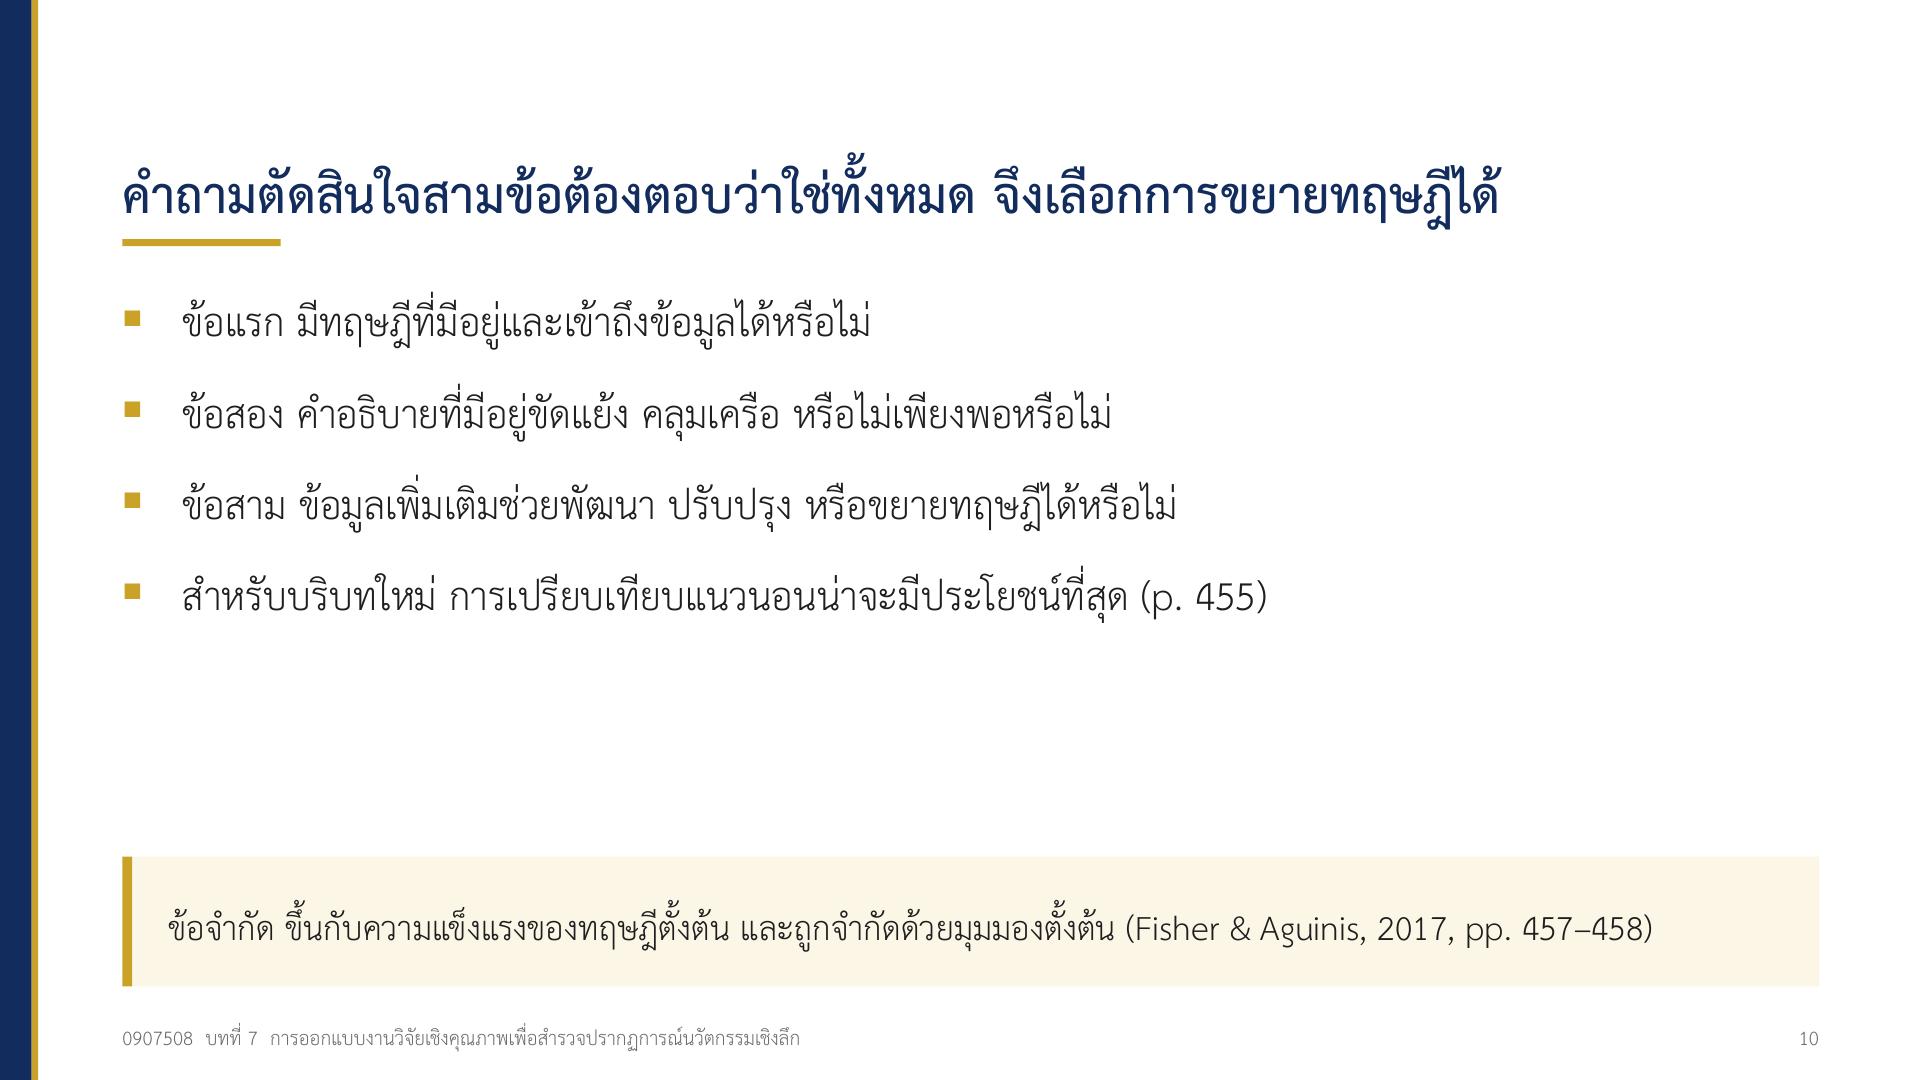 คำถามตัดสินใจสามข้อต้องตอบว่าใช่ทั้งหมด จึงเลือกการขยายทฤษฎีได้
ข้อแรก มีทฤษฎีที่มีอยู่และเข้าถึงข้อมูลได้หรือไม่
ข้อสอง คำอธิบายที่มีอยู่ขัดแย้ง คลุมเครือ หรือไม่เพียงพอหรือไม่
ข้อสาม ข้อมูลเพิ่มเติมช่วยพัฒนา ปรับปรุง หรือขยายทฤษฎีได้หรือไม่
สำหรับบริบทใหม่ การเปรียบเทียบแนวนอนน่าจะมีประโยชน์ที่สุด (p. 455)
ข้อจำกัด ขึ้นกับความแข็งแรงของทฤษฎีตั้งต้น และถูกจำกัดด้วยมุมมองตั้งต้น (Fisher & Aguinis, 2017, pp. 457–458)
0907508 บทที่ 7 การออกแบบงานวิจัยเชิงคุณภาพเพื่อสำรวจปรากฏการณ์นวัตกรรมเชิงลึก
10